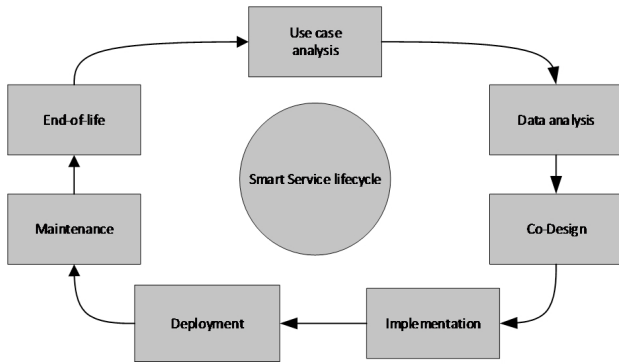 Use case
analysis
Data analysis
Co-Design
Implementation
Deployment
Maintenance
End-of-life
Smart Service lifecycle